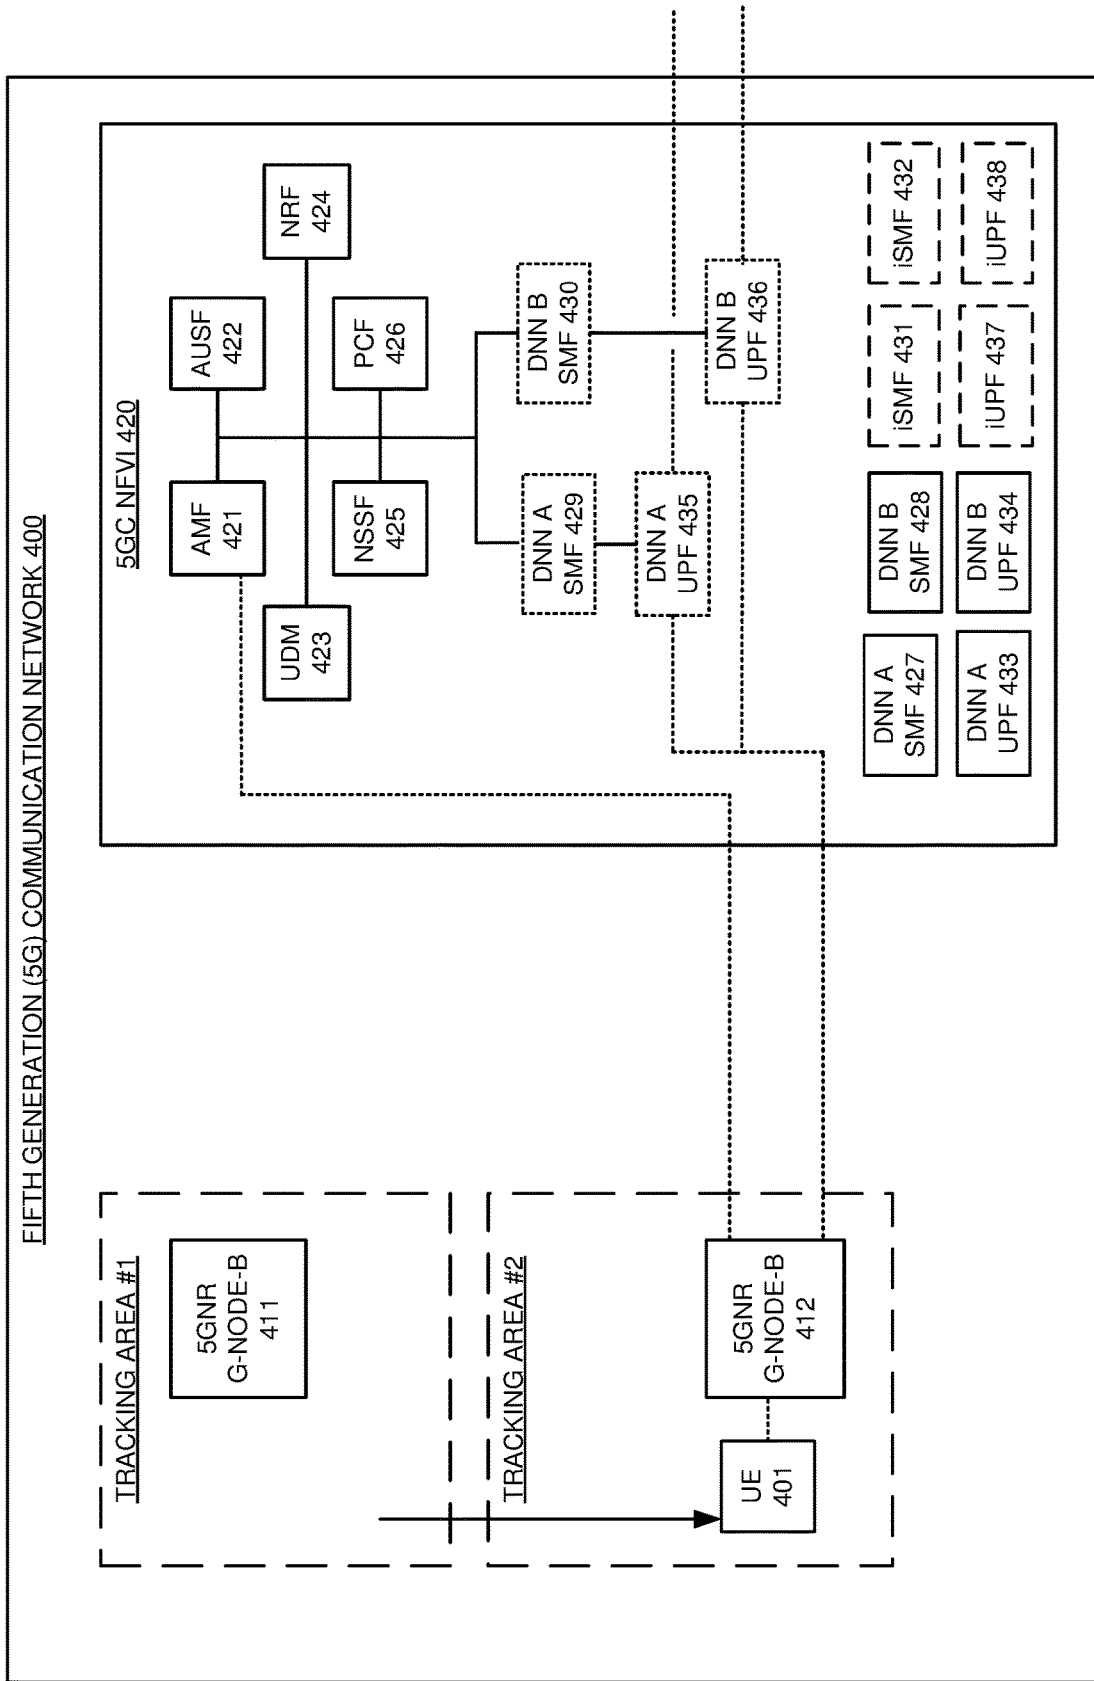 FIFTH GENERATION (5G) COMMUNICATION NETWORK 400
TRACKING AREA #1
5GNR
G-NODE-B
411
TRACKING AREA #2
UE
401
5GNR
G-NODE-B
412
5GC NFVI 420
AMF
421
AUSF
422
UDM
423
NRF
424
NSSF
425
PCF
426
DNN A
SMF 429
DNN B
SMF 430
DNN A
UPF 435
DNN B
UPF 436
DNN A
SMF 427
DNN B
SMF 428
iSMF 431
iSMF 432
DNN A
UPF 433
DNN B
UPF 434
iUPF 437
iUPF 438